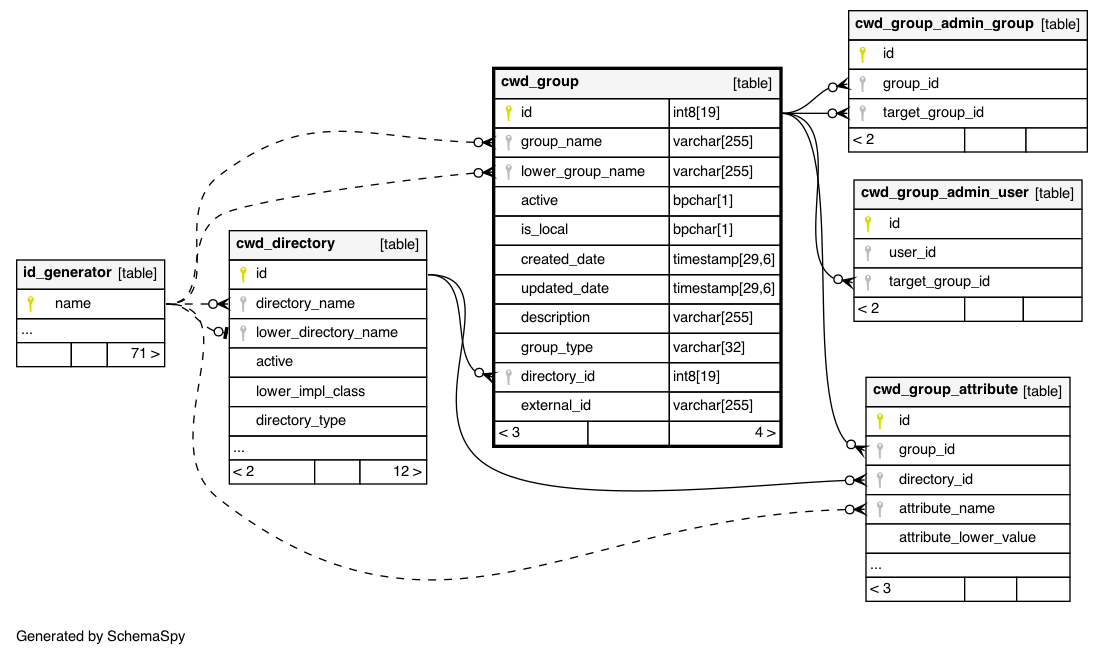 cwd_group_admin_group [table]
id
group_id
target_group_id
< 2
cwd_group [table]
id int8[19]
group_name varchar[255]
lower_group_name varchar[255]
active bpchar[1]
is_local bpchar[1]
created_date timestamp[29,6]
updated_date timestamp[29,6]
description varchar[255]
group_type varchar[32]
directory_id int8[19]
external_id varchar[255]
< 3 4 >
cwd_group_admin_user [table]
id
user_id
target_group_id
< 2
cwd_directory [table]
id
directory_name
lower_directory_name
active
lower_impl_class
directory_type
...
< 2 12 >
id_generator [table]
name
...
71 >
cwd_group_attribute [table]
id
group_id
directory_id
attribute_name
attribute_lower_value
...
< 3
Generated by SchemaSpy